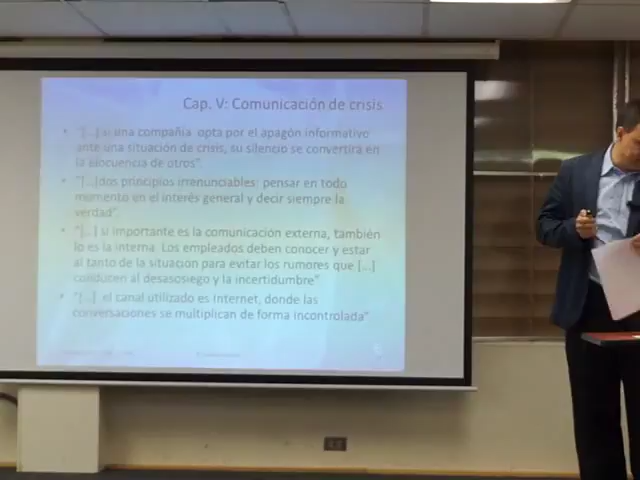 Cap. V: Comunicación de crisis
• "[...] si una compañía opta por el apagón informativo
ante una situación de crisis, su silencio se convertirá en
la elocuencia de otros".
• "[...]dos principios irrenunciables: pensar en todo
momento en el interés general y decir siempre la
verdad".
• "[...] si importante es la comunicación externa, también
lo es la interna. Los empleados deben conocer y estar
al tanto de la situación para evitar los rumores que [...]
conducen al desasosiego y la incertidumbre"
• "[...] el canal utilizado es Internet, donde las
conversaciones se multiplican de forma incontrolada"